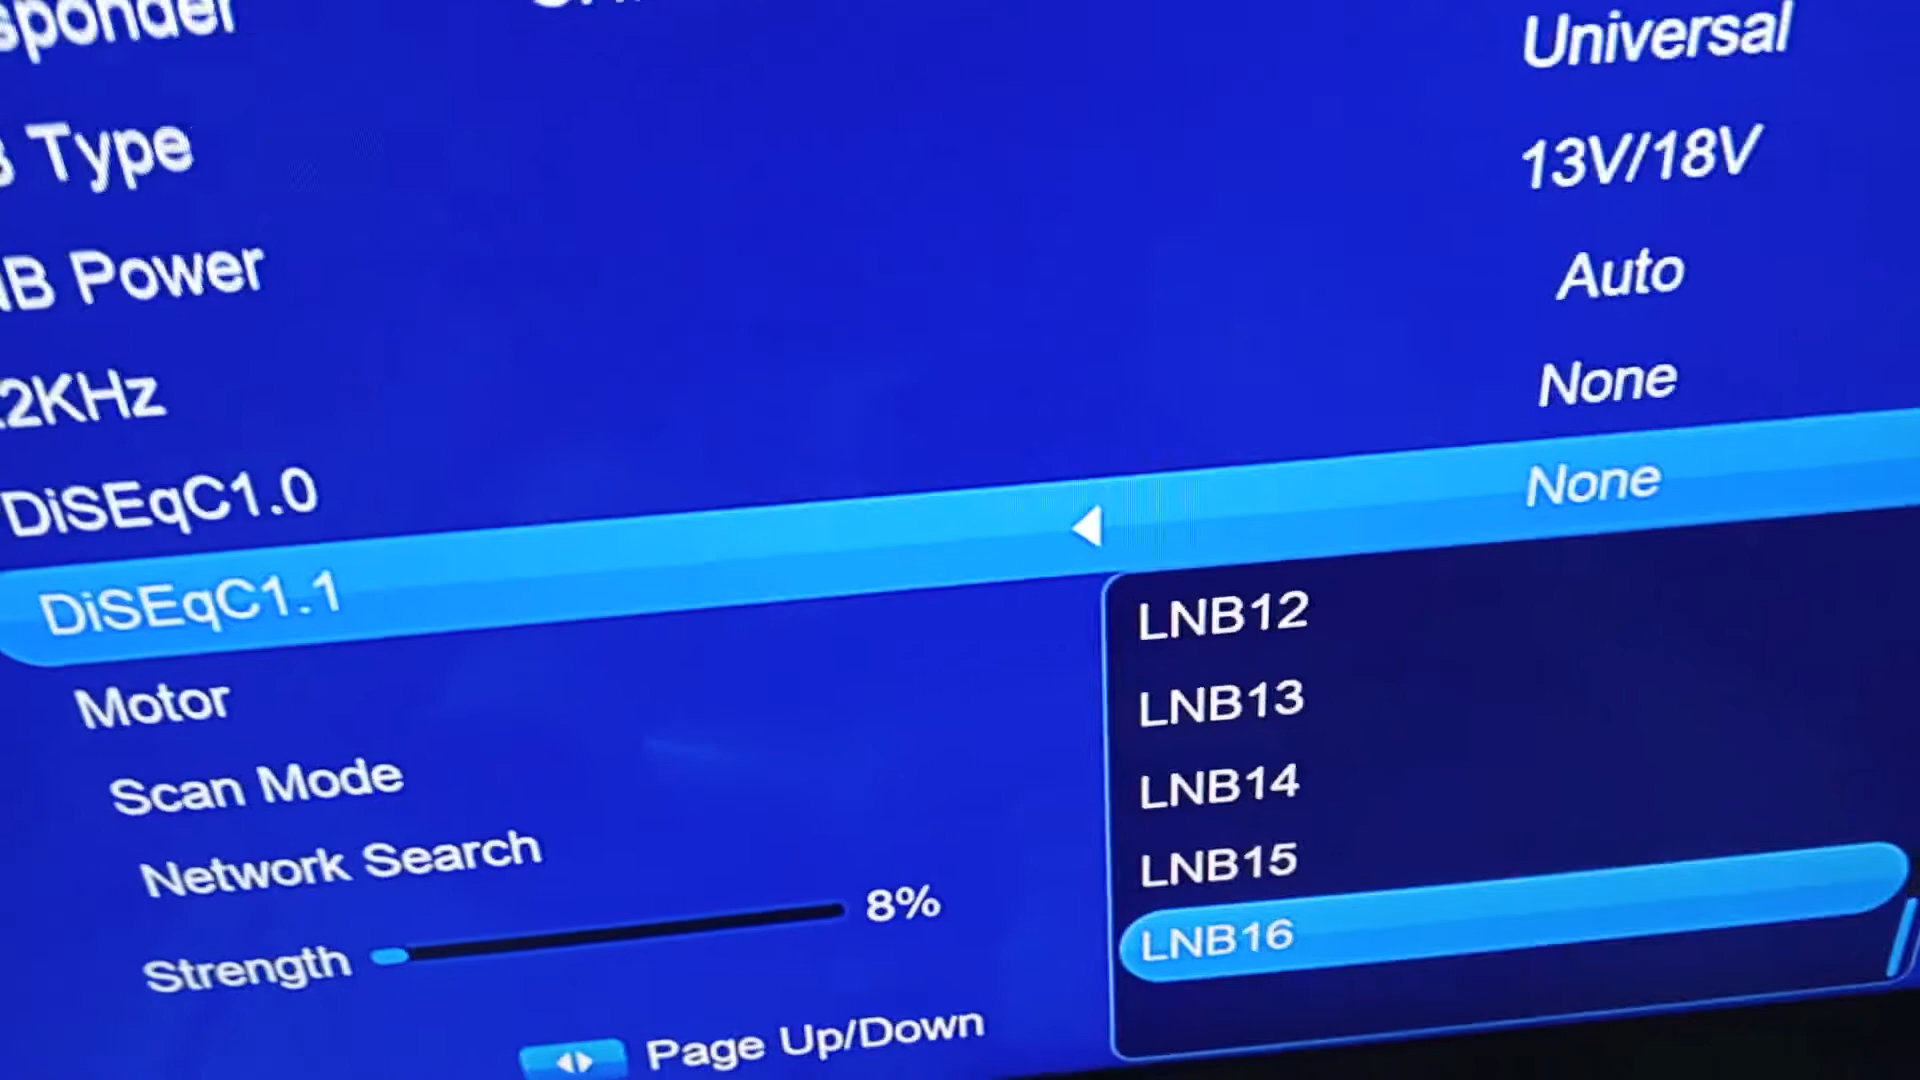 sponder
Universal
B Type
13V/18V
NB Power
Auto
2KHz
None
DiSEqC1.0
None
DiSEqC1.1
LNB12
Motor
LNB13
Scan Mode
LNB14
Network Search
LNB15
Strength 8%
LNB16
Page Up/Down